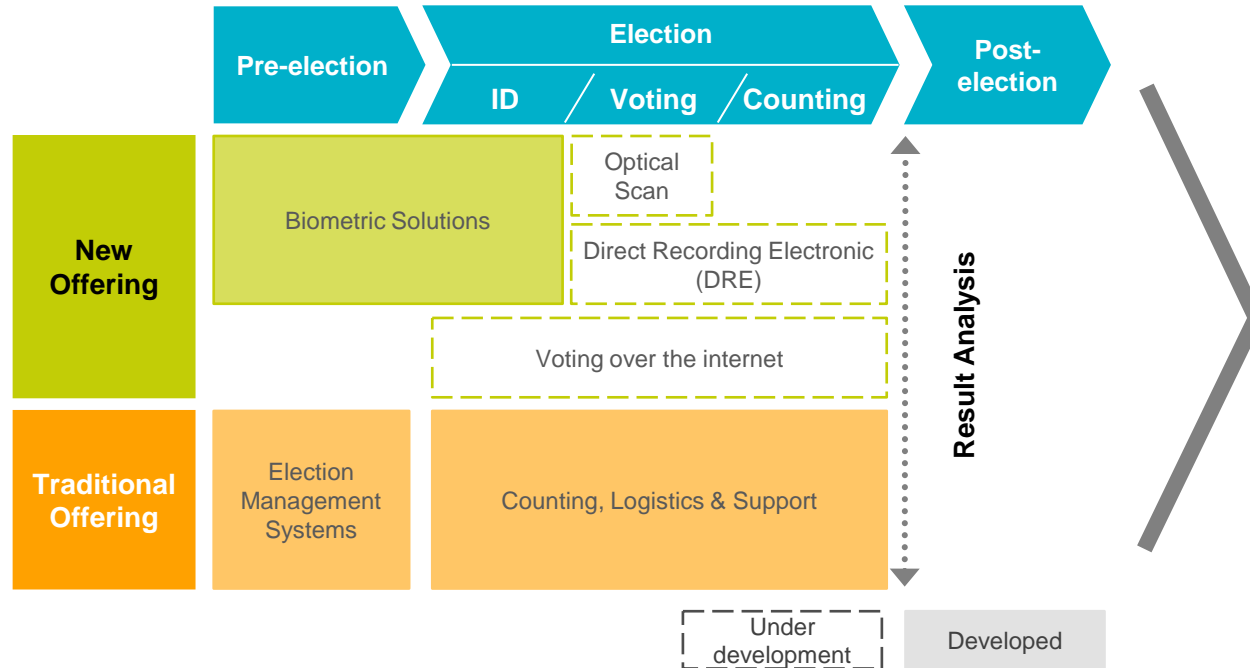 Pre-election
Election
ID
Voting
Counting
Post-
election
New
Offering
Biometric Solutions
Optical
Scan
Direct Recording Electronic
(DRE)
Voting over the internet
Result Analysis
Traditional
Offering
Election
Management
Systems
Counting, Logistics & Support
Under
development
Developed